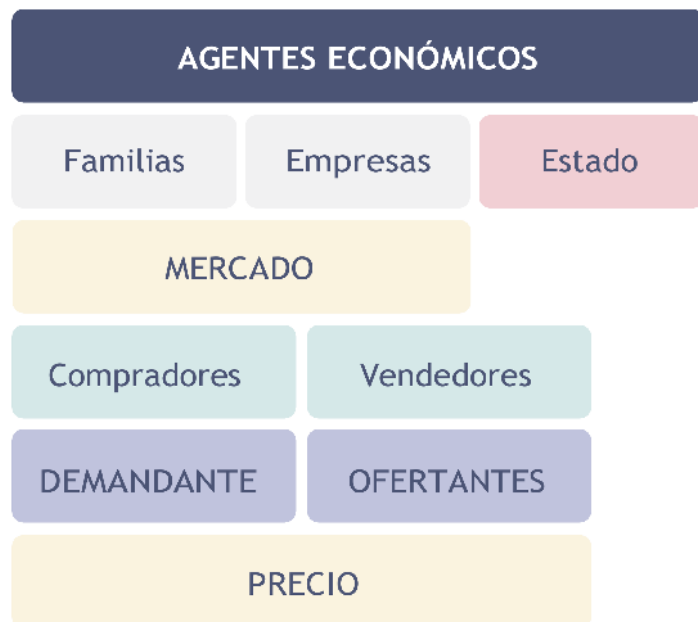 AGENTES ECONÓMICOS
Familias Empresas Estado
MERCADO
Compradores Vendedores
DEMANDANTE OFERTANTES
PRECIO